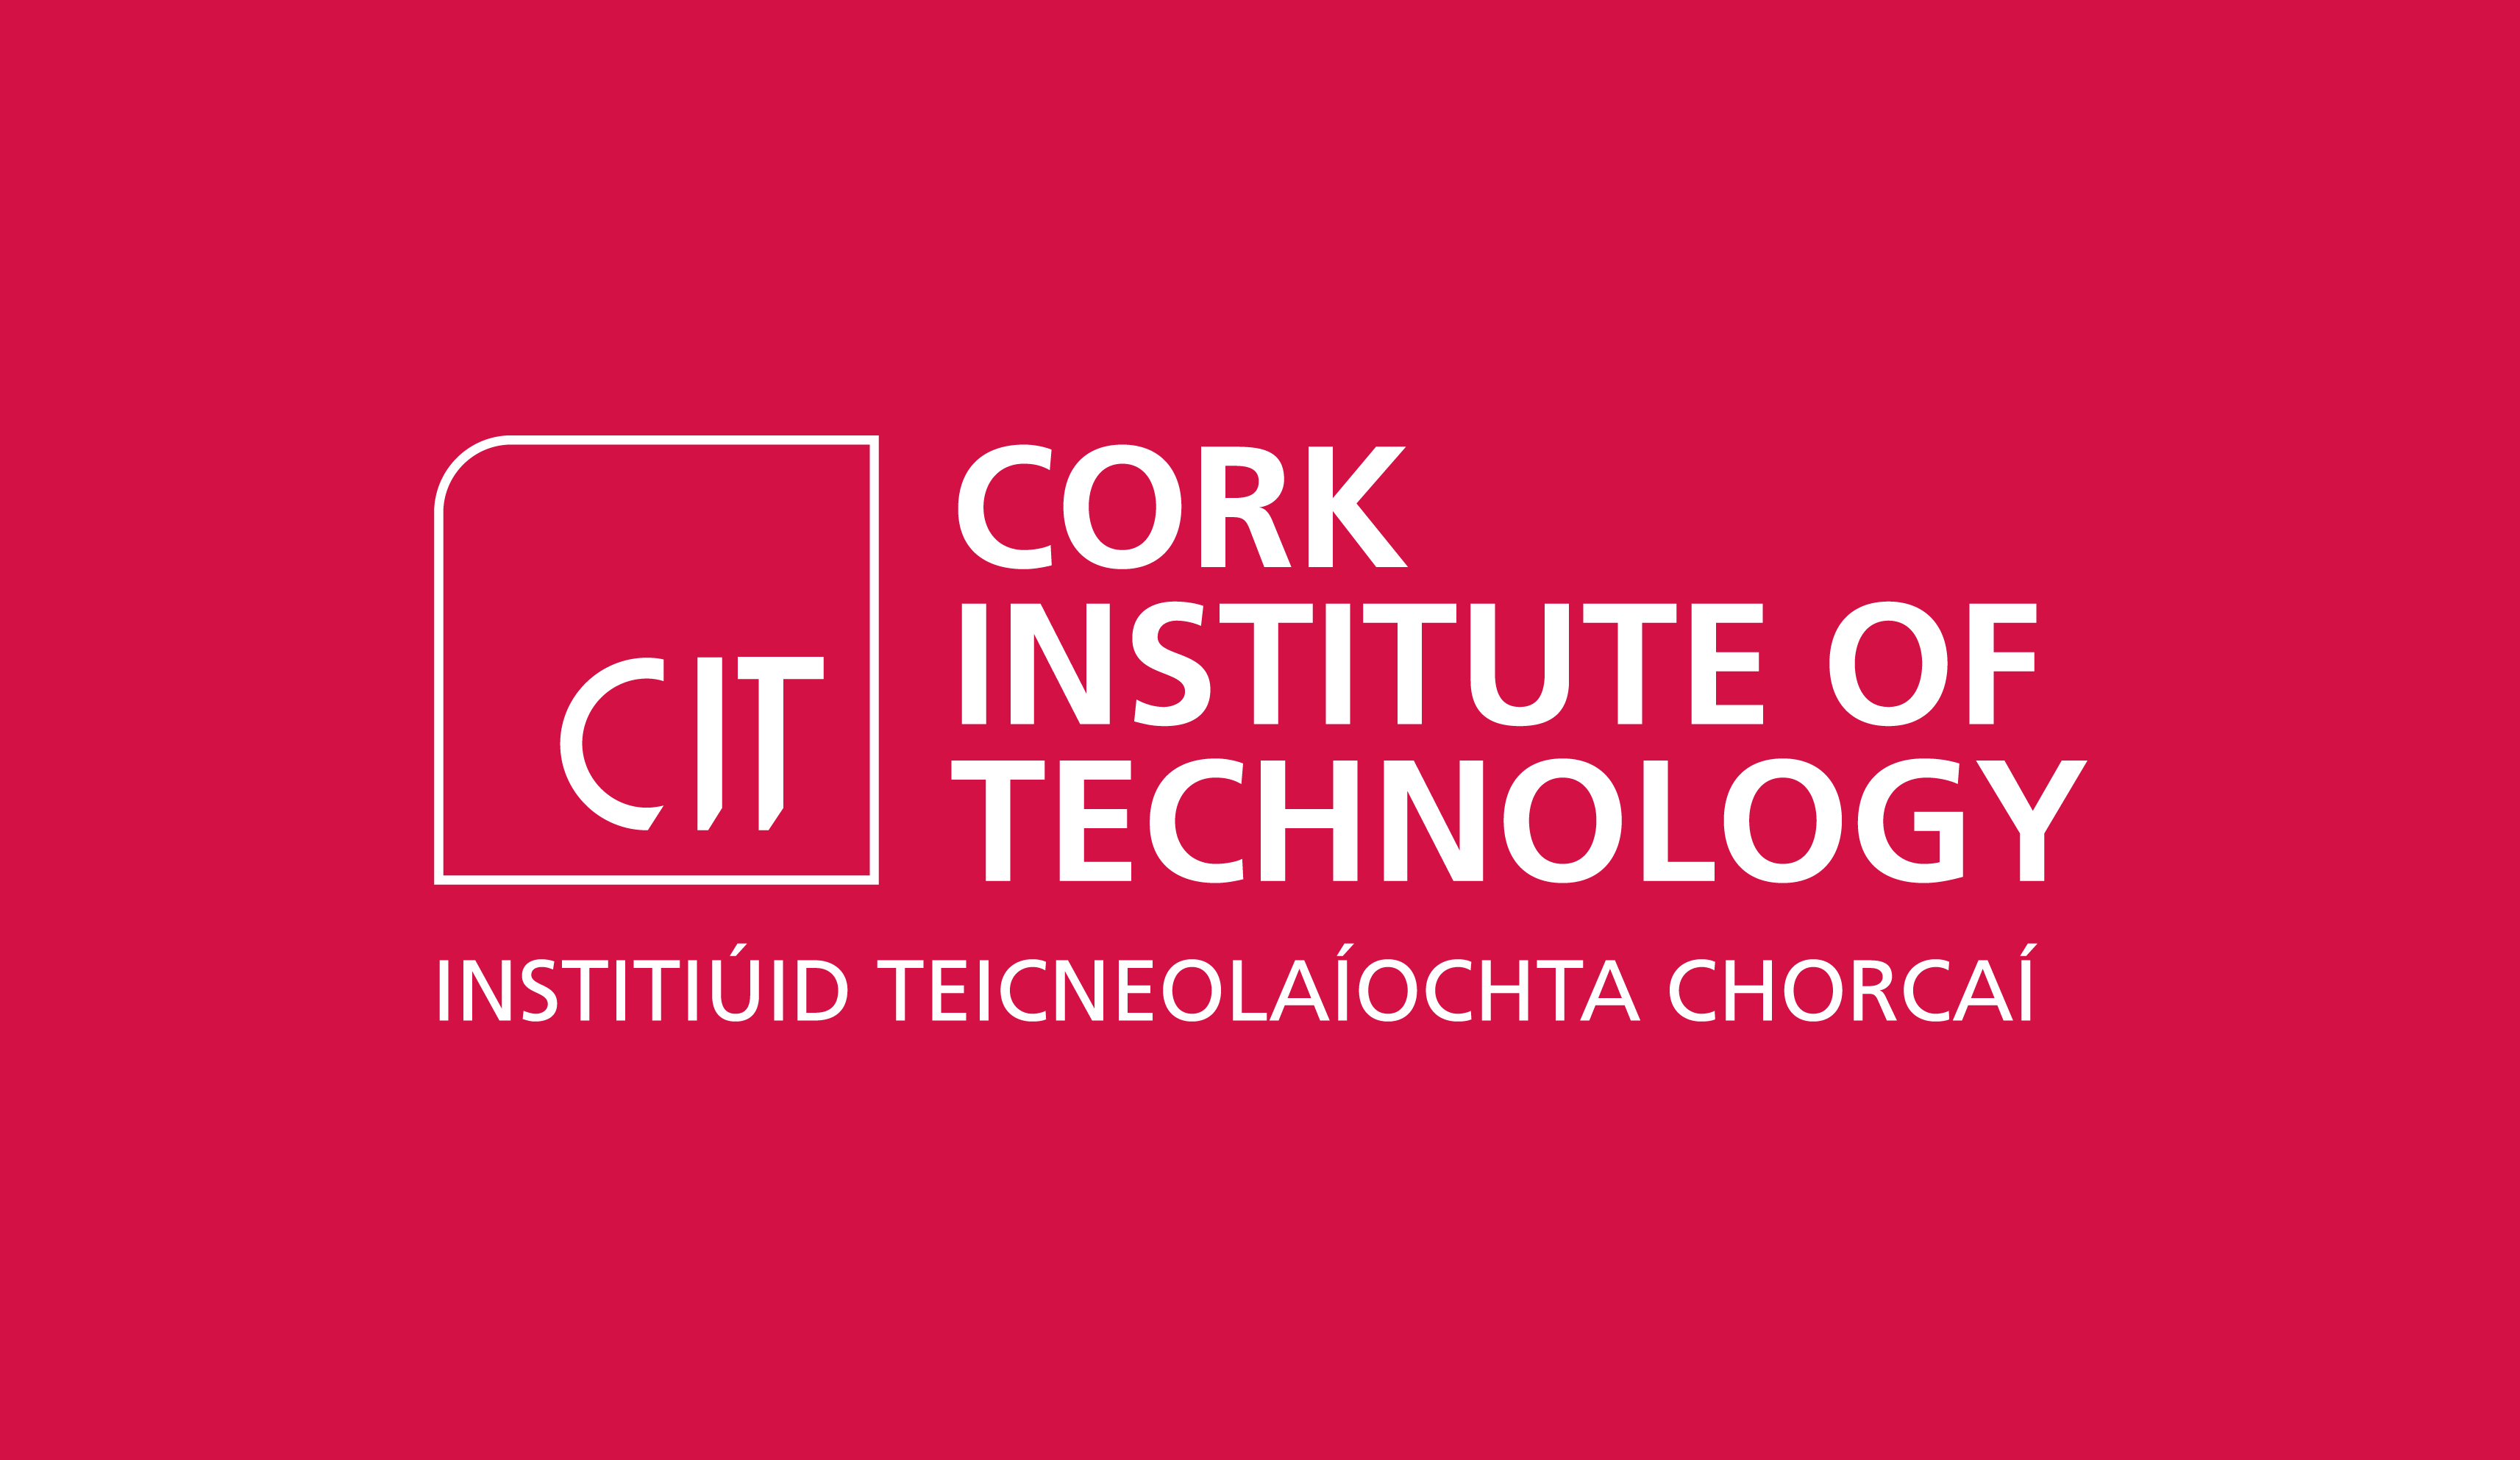 CIT
CORK
INSTITUTE OF
TECHNOLOGY
INSTITIÚID TEICNEOLAÍOCHTA CHORCAÍ